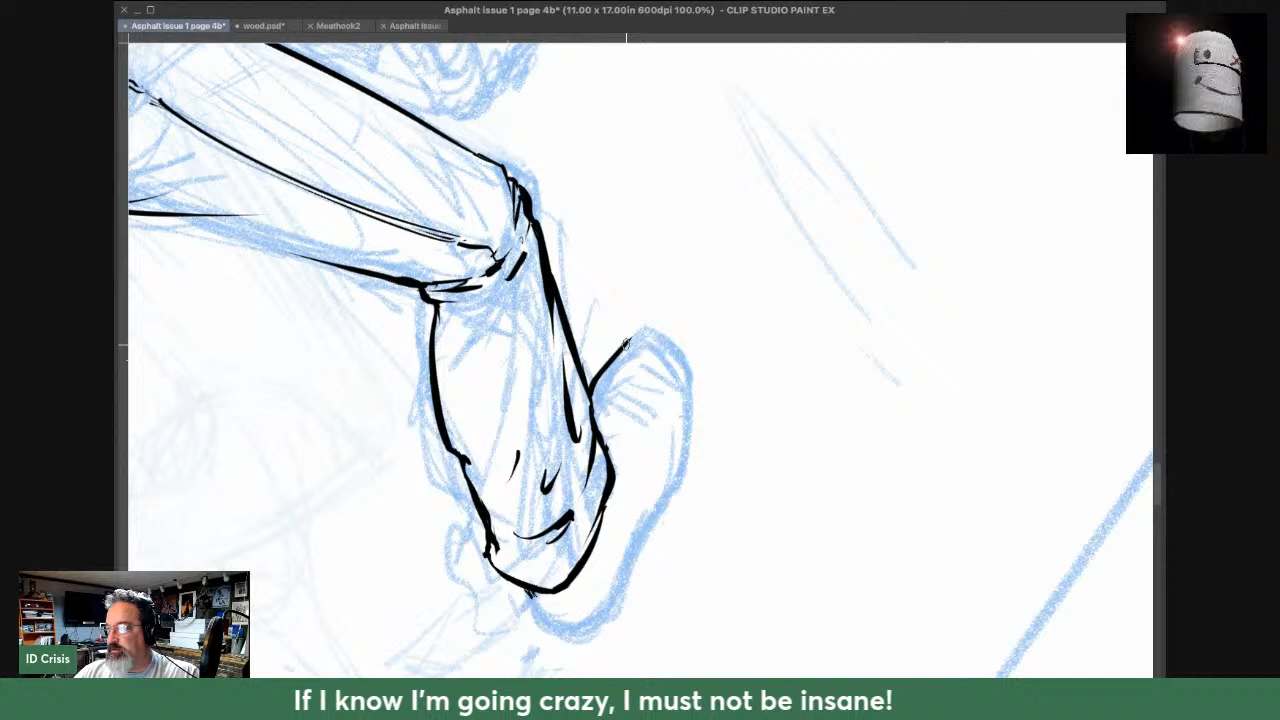 Asphalt issue 1 page 4b* (11.00 x 17.00in 600dpi 100.0%) - CLIP STUDIO PAINT EX
Asphalt issue 1 page 4b* wood.psd* Meathook2 Asphalt issue
ID Crisis
If I know I'm going crazy, I must not be insane!